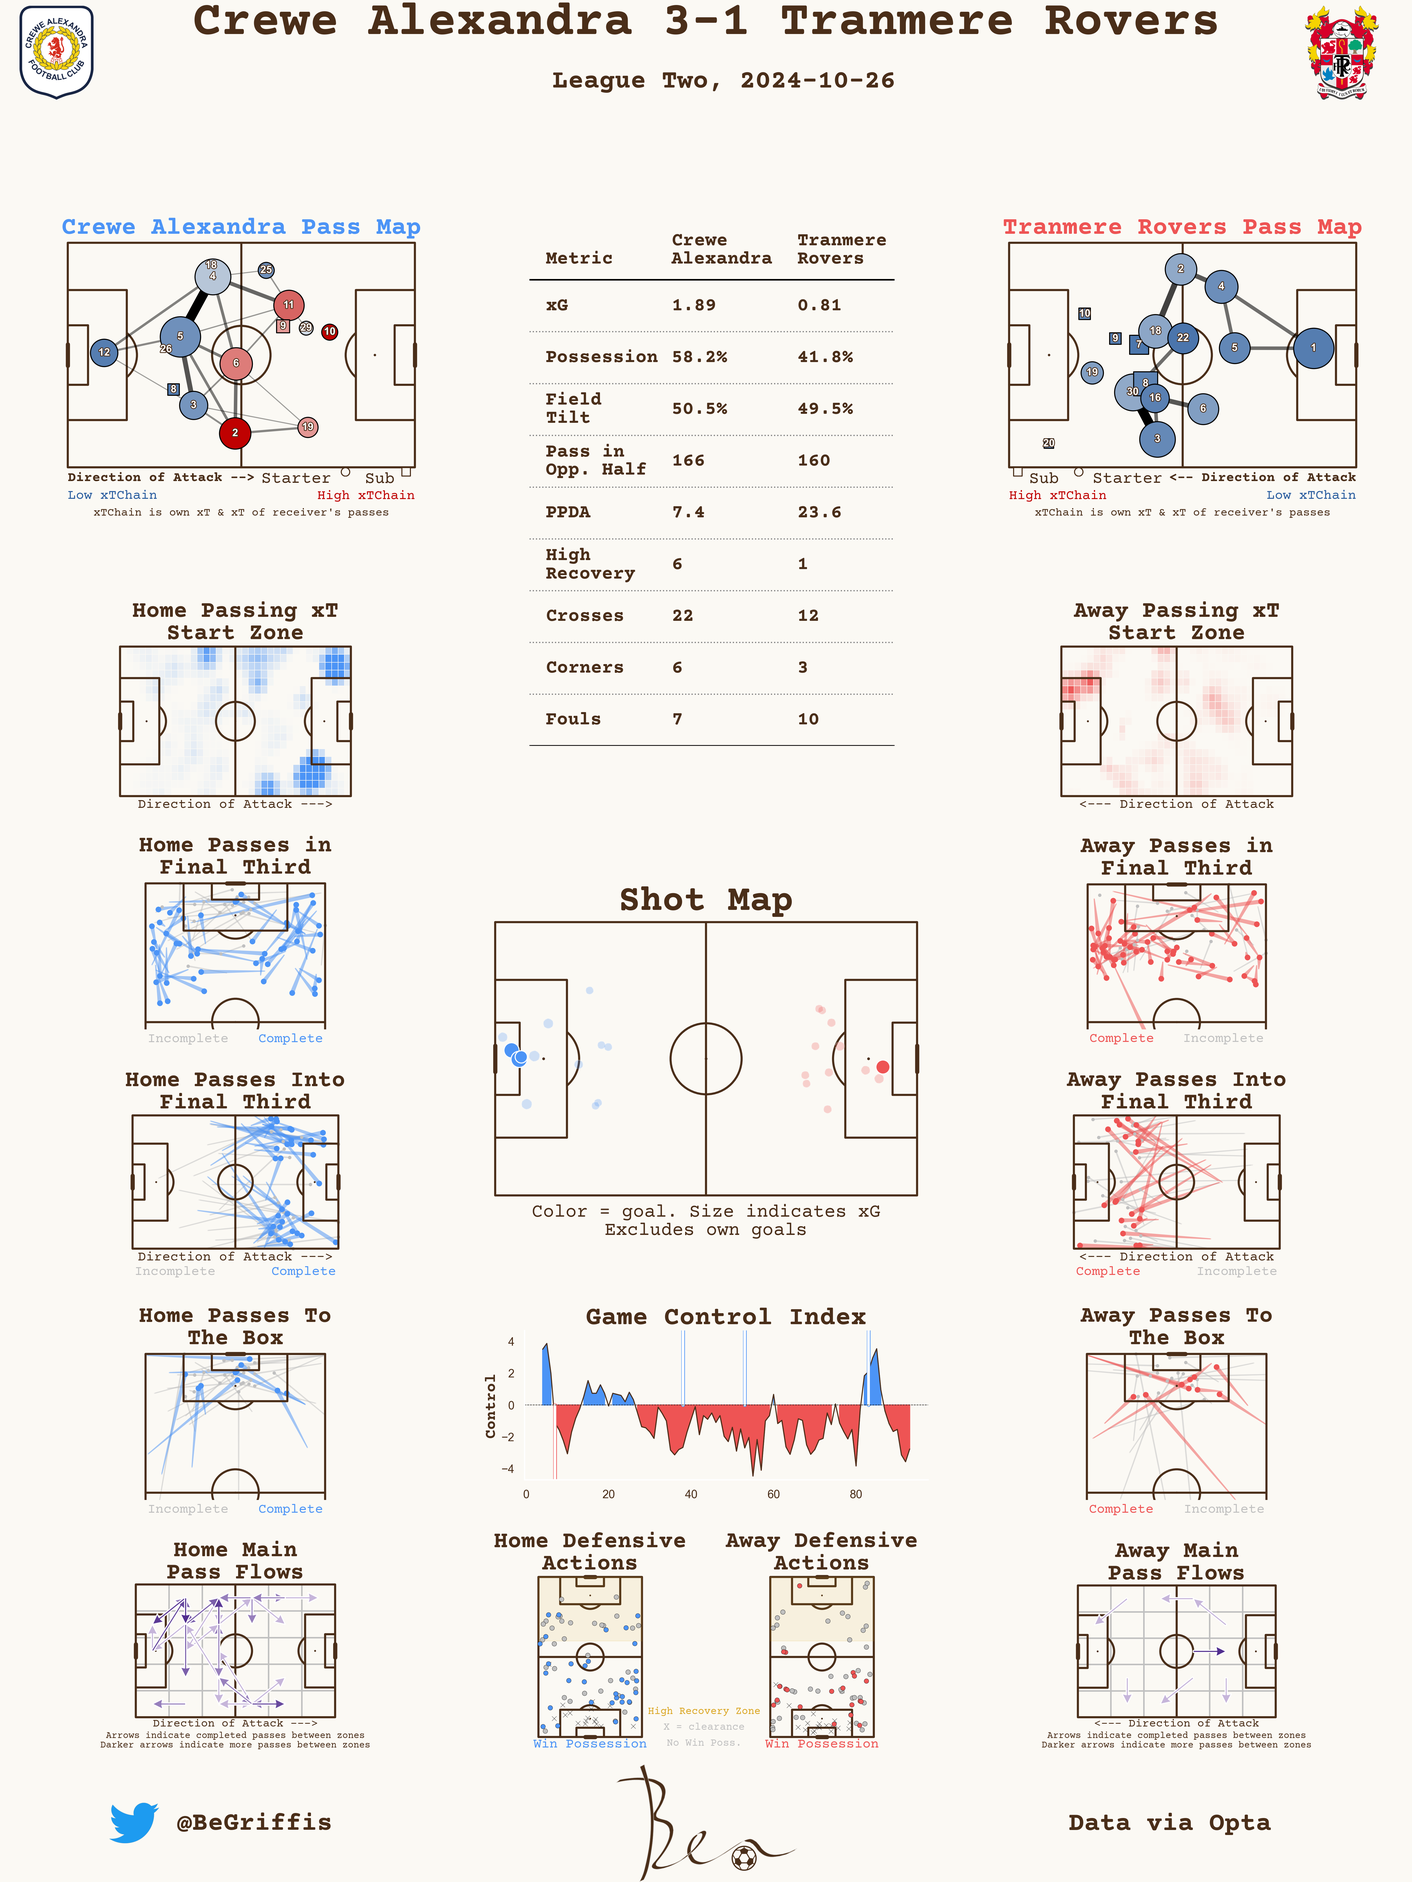 Crewe Alexandra 3-1 Tranmere Rovers
League Two, 2024-10-26
CREWE ALEXANDRA
FOOTBALL CLUB
Crewe Alexandra Pass Map
18
4
25
11
9
29
10
5
26
12
6
8
3
2
19
Direction of Attack --> Starter Sub
Low xTChain High xTChain
xTChain is own xT & xT of receiver's passes
Metric Crewe Alexandra Tranmere Rovers
xG 1.89 0.81
Possession 58.2% 41.8%
Field Tilt 50.5% 49.5%
Pass in Opp. Half 166 160
PPDA 7.4 23.6
High Recovery 6 1
Crosses 22 12
Corners 6 3
Fouls 7 10
Tranmere Rovers Pass Map
2
4
10
18
9
7
22
5
1
19
8
30
16
6
3
20
Sub Starter <-- Direction of Attack
High xTChain Low xTChain
xTChain is own xT & xT of receiver's passes
Home Passing xT
Start Zone
Direction of Attack --->
Away Passing xT
Start Zone
<--- Direction of Attack
Home Passes in
Final Third
Incomplete Complete
Away Passes in
Final Third
Complete Incomplete
Shot Map
Color = goal. Size indicates xG
Excludes own goals
Home Passes Into
Final Third
Direction of Attack --->
Incomplete Complete
Away Passes Into
Final Third
<--- Direction of Attack
Complete Incomplete
Home Passes To
The Box
Incomplete Complete
Game Control Index
Control
4
2
0
−2
−4
0 20 40 60 80
Away Passes To
The Box
Complete Incomplete
Home Main
Pass Flows
Direction of Attack --->
Arrows indicate completed passes between zones
Darker arrows indicate more passes between zones
Home Defensive
Actions
Win Possession
High Recovery Zone
X = clearance
No Win Poss.
Away Defensive
Actions
Win Possession
Away Main
Pass Flows
<--- Direction of Attack
Arrows indicate completed passes between zones
Darker arrows indicate more passes between zones
@BeGriffis
Ben
Data via Opta